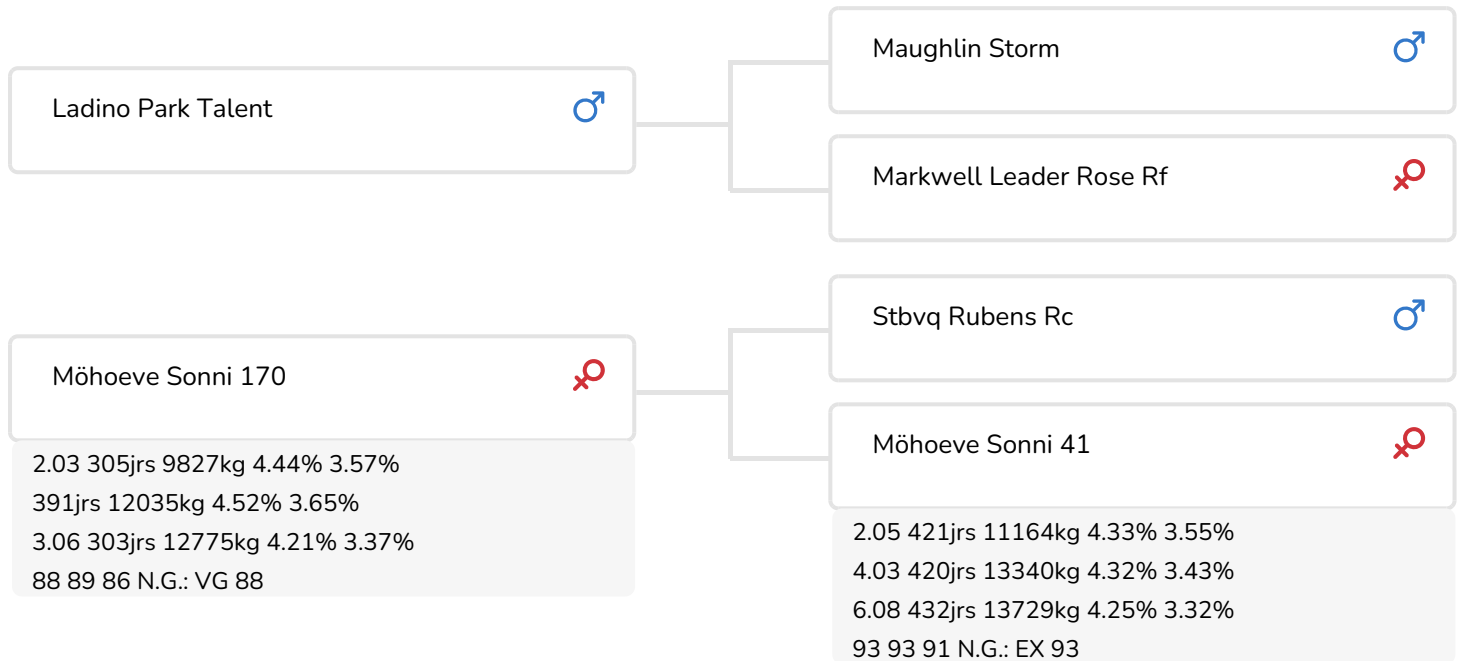 Ladino Park Talent
Maughlin Storm
Markwell Leader Rose Rf
Möhoeve Sonni 170
2.03 305jrs 9827kg 4.44% 3.57%
391jrs 12035kg 4.52% 3.65%
3.06 303jrs 12775kg 4.21% 3.37%
88 89 86 N.G.: VG 88
Stbvq Rubens Rc
Möhoeve Sonni 41
2.05 421jrs 11164kg 4.33% 3.55%
4.03 420jrs 13340kg 4.32% 3.43%
6.08 432jrs 13729kg 4.25% 3.32%
93 93 91 N.G.: EX 93